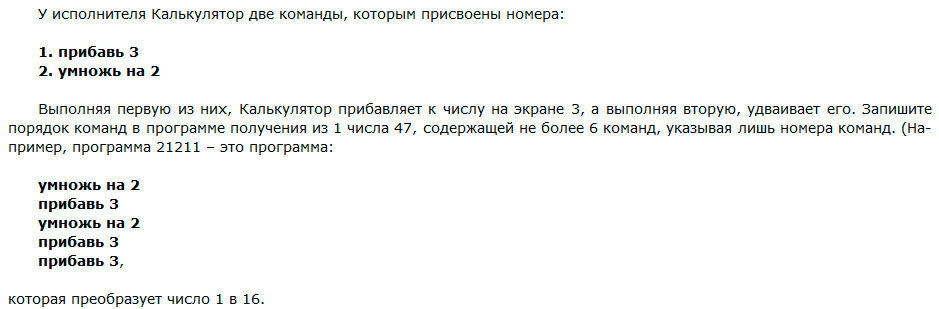 У исполнителя Калькулятор две команды, которым присвоены номера:
1. прибавь 3
2. умножь на 2
Выполняя первую из них, Калькулятор прибавляет к числу на экране 3, а выполняя вторую, удваивает его. Запишите
порядок команд в программе получения из 1 числа 47, содержащей не более 6 команд, указывая лишь номера команд. (На-
пример, программа 21211 – это программа:
умножь на 2
прибавь 3
умножь на 2
прибавь 3
прибавь 3,
которая преобразует число 1 в 16.